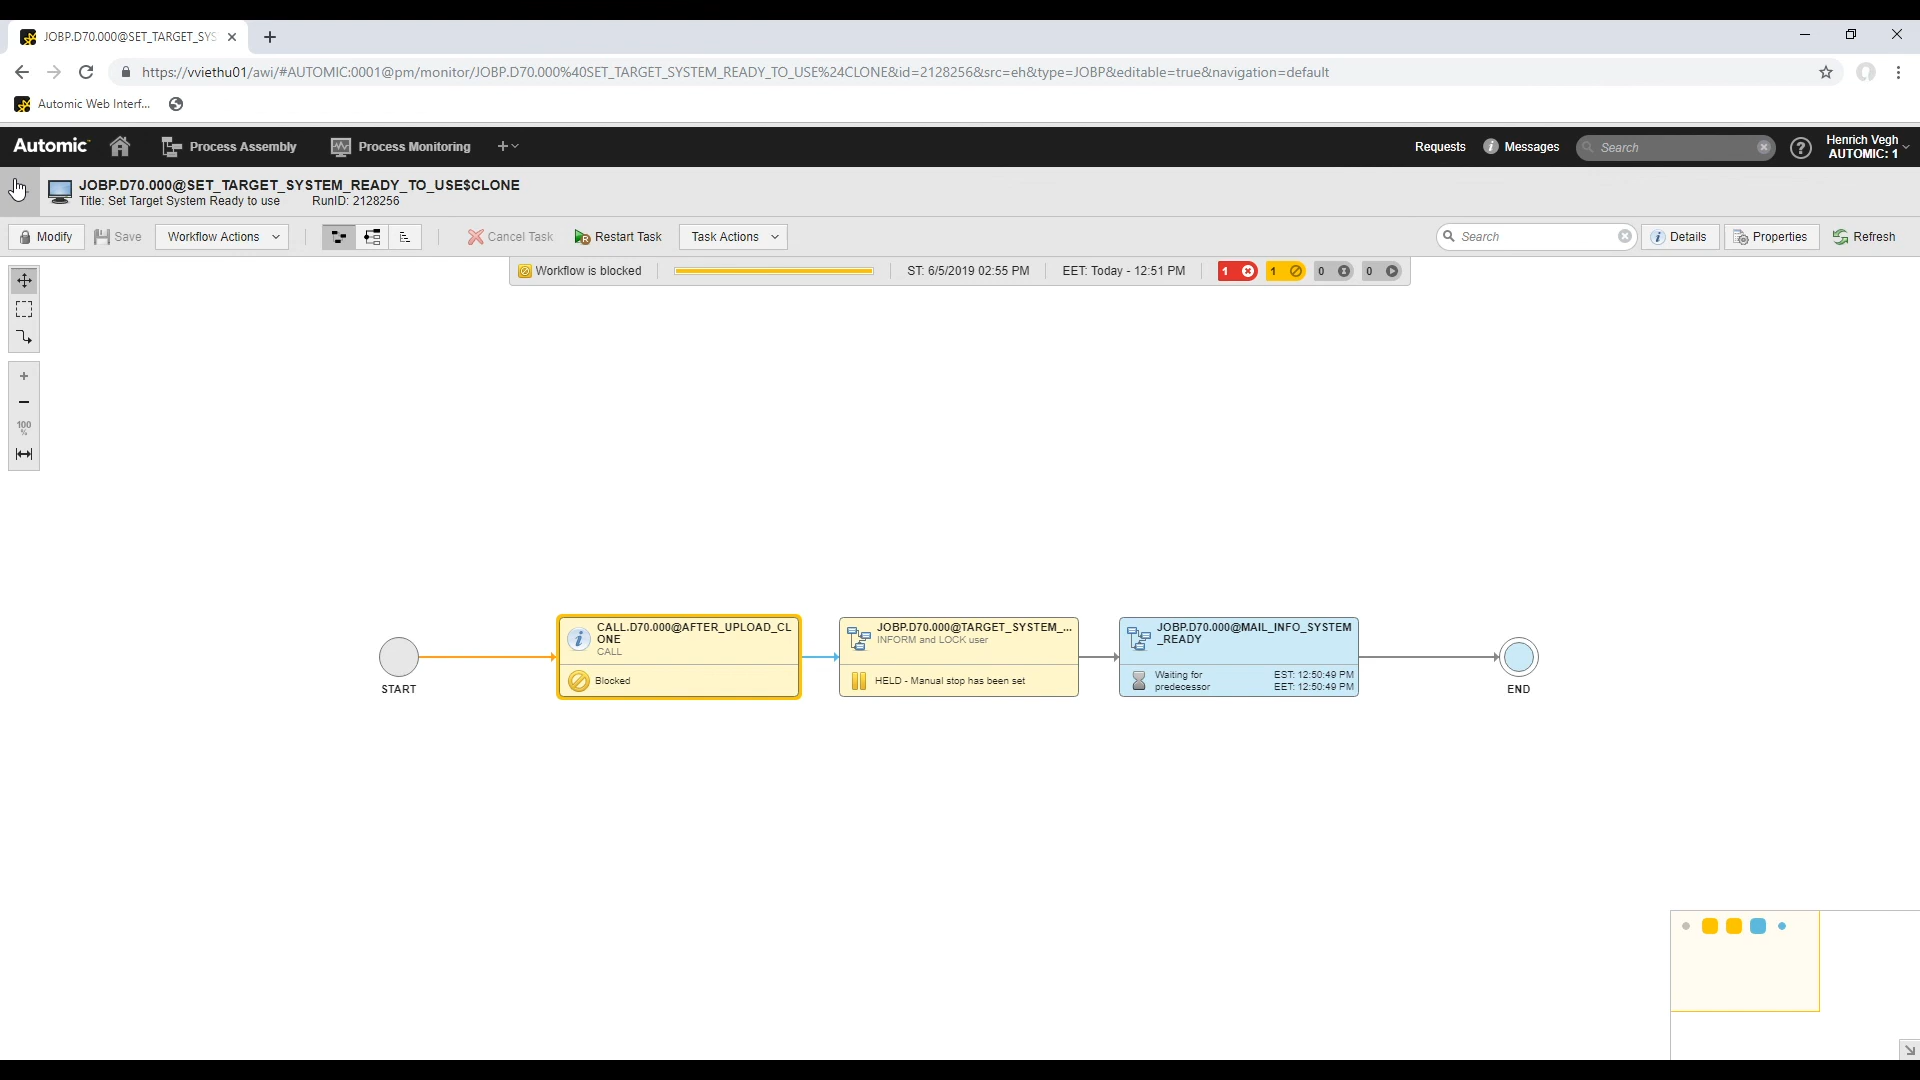 JOBP.D70.000@SET_TARGET_SYS
https://vviethu01/awi/#AUTOMIC:0001@pm/monitor/JOBP.D70.000%40SET_TARGET_SYSTEM_READY_TO_USE%24CLONE&id=2128256&src=eh&type=JOBP&editable=true&navigation=default
Automic Web Interf...
Automic Process Assembly Process Monitoring Requests Messages Search ? Henrich Vegh
AUTOMIC: 1
JOBP.D70.000@SET_TARGET_SYSTEM_READY_TO_USE$CLONE
Title: Set Target System Ready to use RunID: 2128256
Modify Save Workflow Actions Cancel Task Restart Task Task Actions Search Details Properties Refresh
Workflow is blocked ST: 6/5/2019 02:55 PM EET: Today - 12:51 PM 1 1 0 0
100
%
START
CALL.D70.000@AFTER_UPLOAD_CL
ONE
CALL
Blocked
JOBP.D70.000@TARGET_SYSTEM_...
INFORM and LOCK user
HELD - Manual stop has been set
JOBP.D70.000@MAIL_INFO_SYSTEM
_READY
Waiting for EST: 12:50:49 PM
predecessor EET: 12:50:49 PM
END